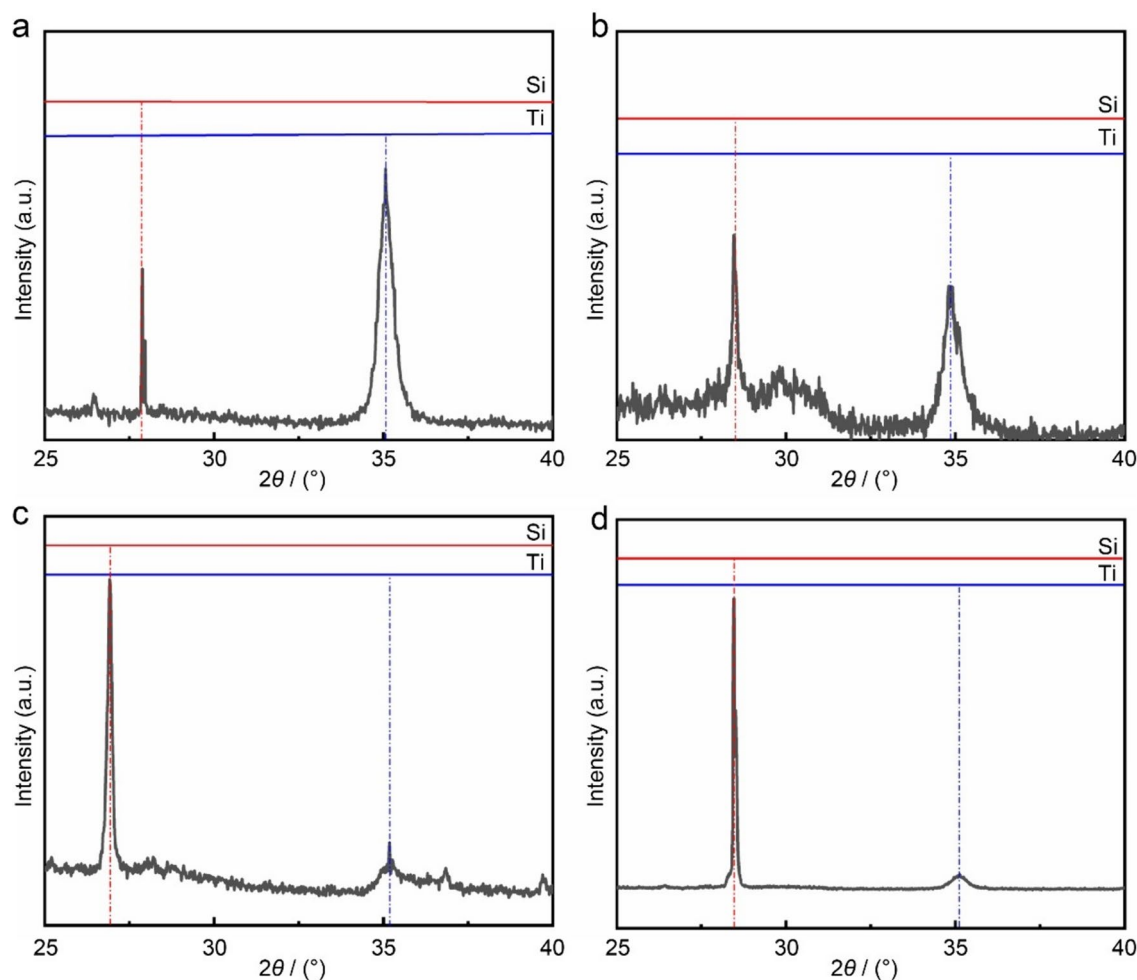 a
Si
Ti
Intensity (a.u.)
25 30 35 40
2θ / (°)
b
Si
Ti
Intensity (a.u.)
25 30 35 40
2θ / (°)
c
Si
Ti
Intensity (a.u.)
25 30 35 40
2θ / (°)
d
Si
Ti
Intensity (a.u.)
25 30 35 40
2θ / (°)